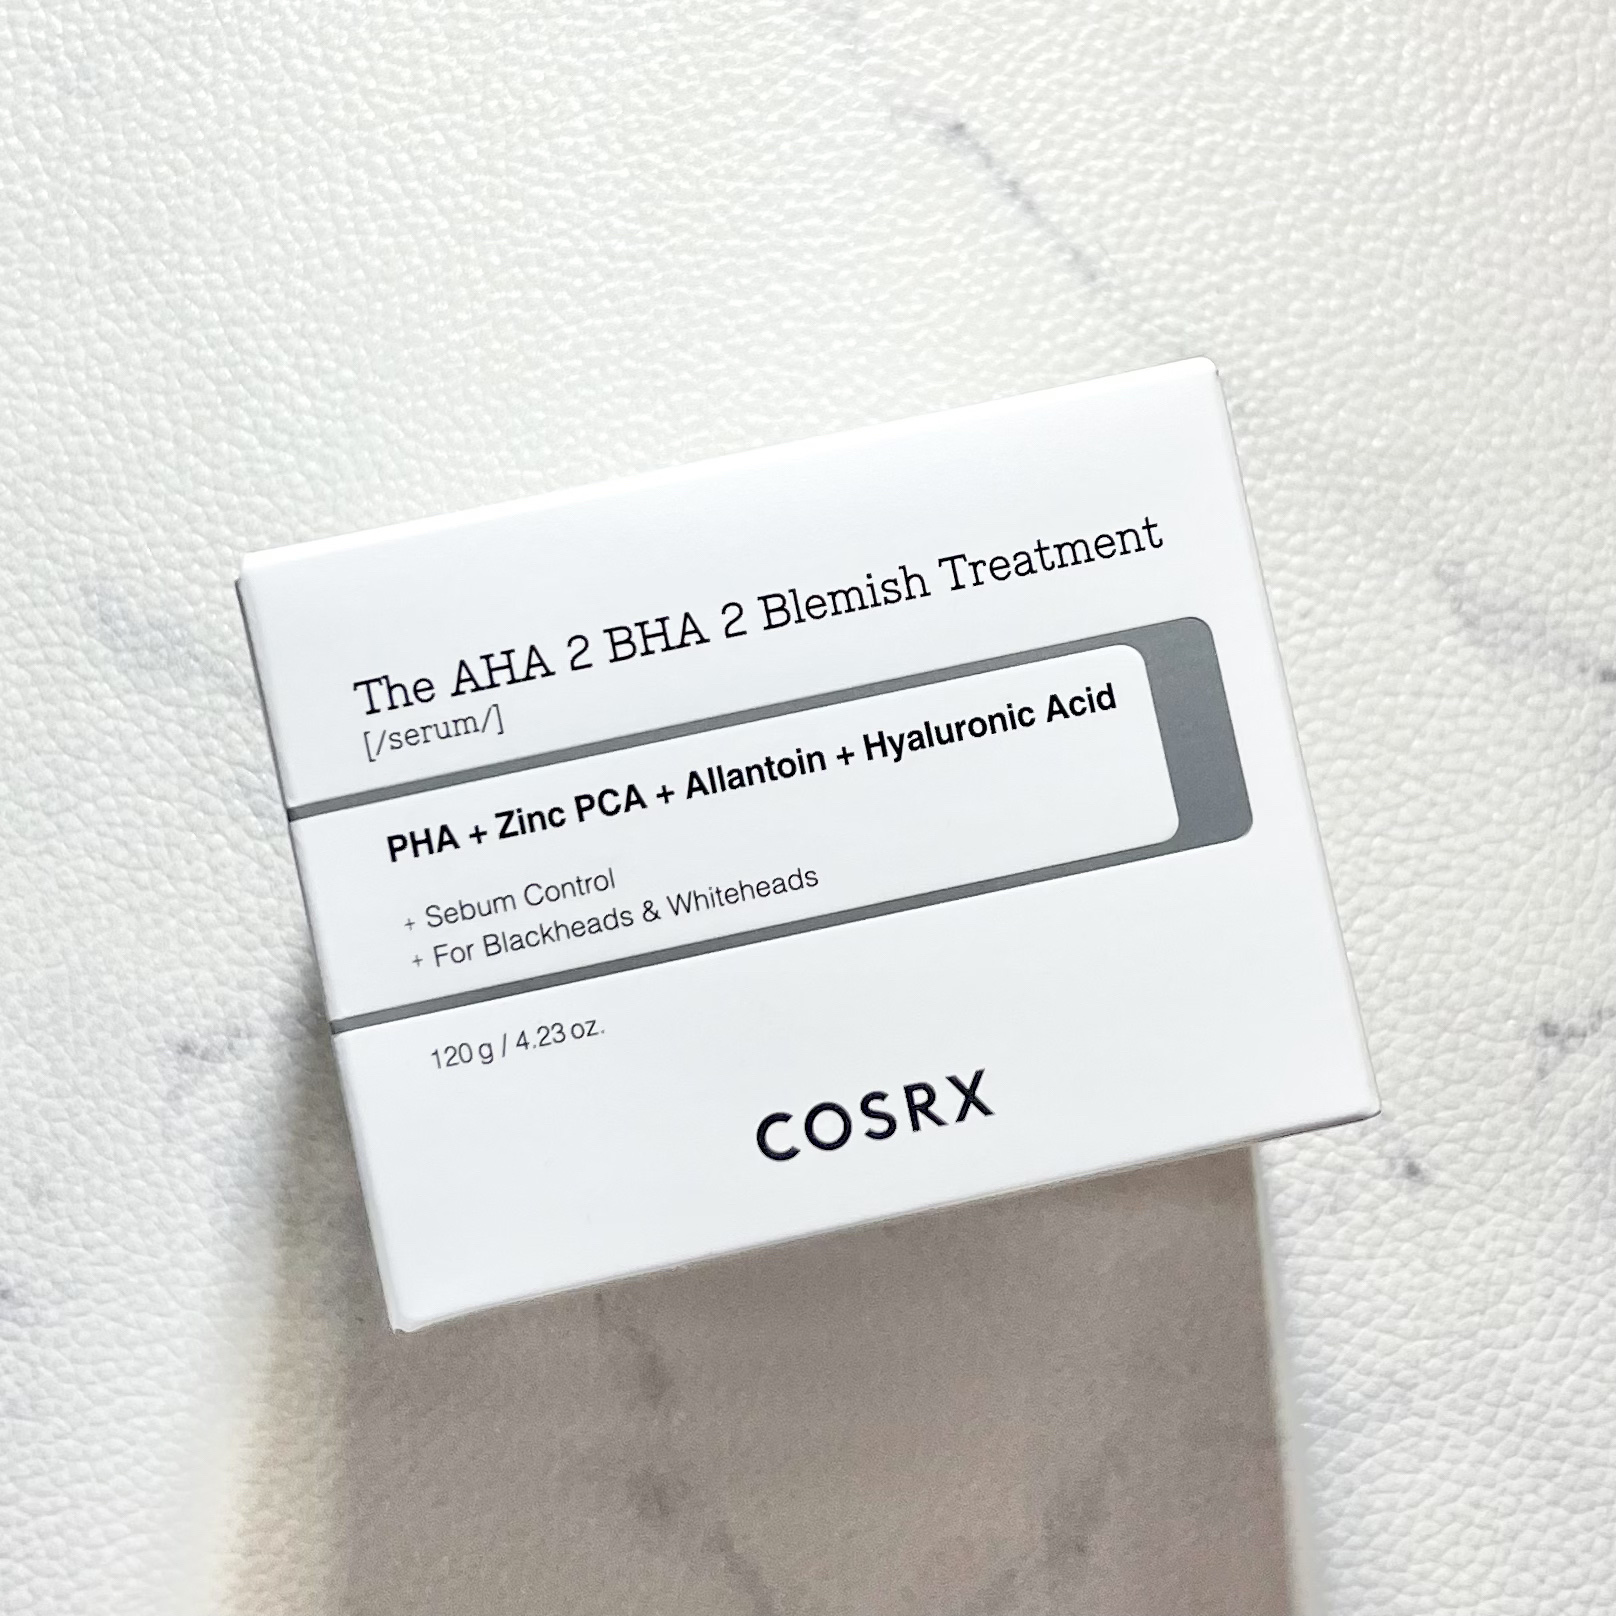 The AHA 2 BHA 2 Blemish Treatment
[/serum/]
PHA + Zinc PCA + Allantoin + Hyaluronic Acid
+ Sebum Control
+ For Blackheads & Whiteheads
120 g / 4.23 oz.
COSRX